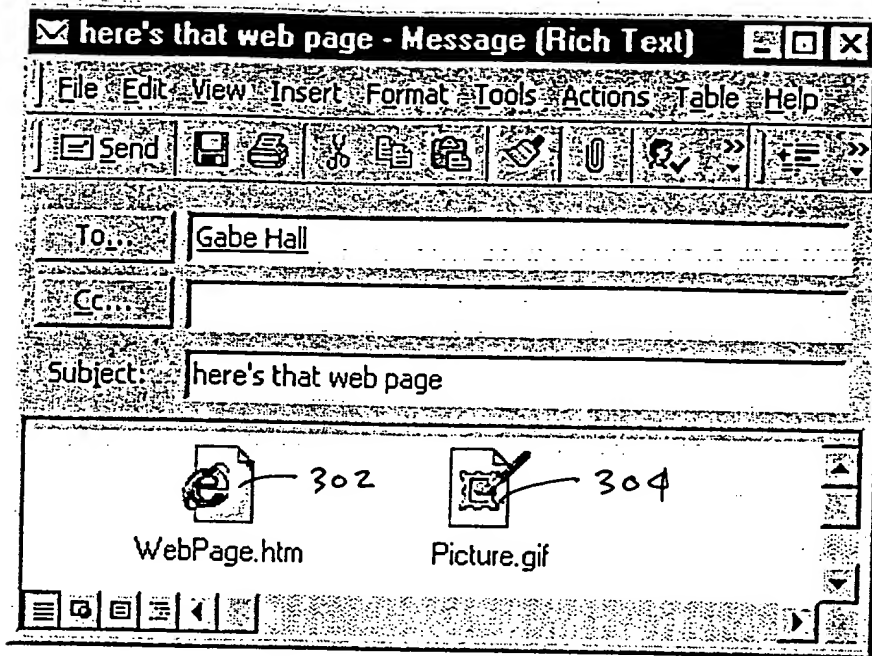 here's that web page - Message (Rich Text)
File Edit View Insert Format Tools Actions Table Help
Send
To... Gabe Hall
Cc...
Subject: here's that web page
302 304
WebPage.htm Picture.gif